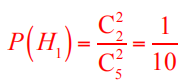 P(H₁) = C₂² / C₅² = 1 / 10